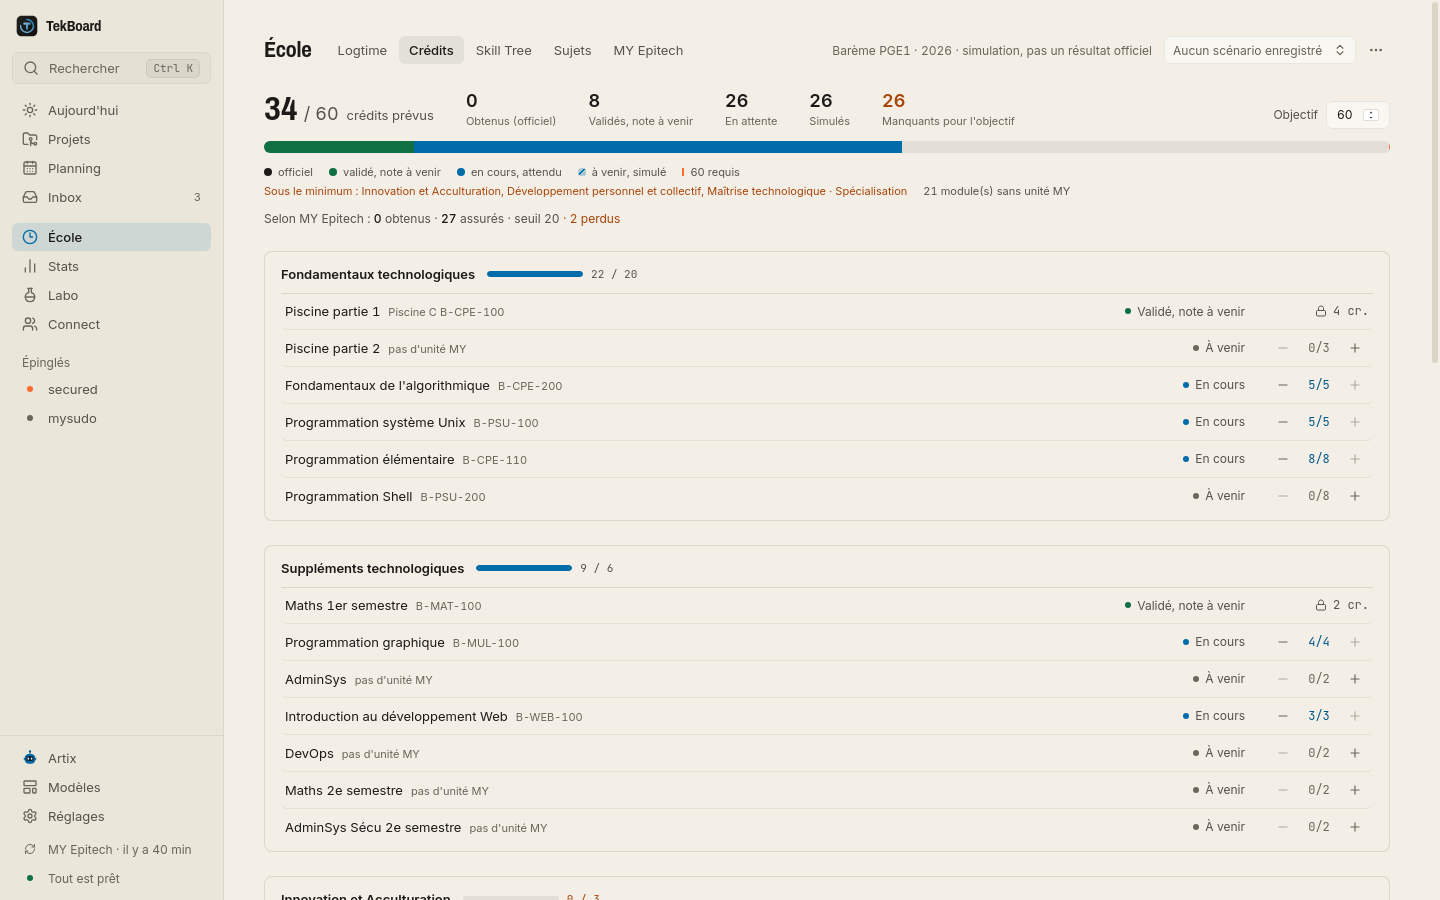 TekBoard
Rechercher Ctrl K
Aujourd'hui
Projets
Planning
Inbox 3
École
Stats
Labo
Connect
Épinglés
secured
mysudo
Artix
Modèles
Réglages
MY Epitech · il y a 40 min
Tout est prêt
École Logtime Crédits Skill Tree Sujets MY Epitech Barème PGE1 · 2026 · simulation, pas un résultat officiel Aucun scénario enregistré
34 / 60 crédits prévus
0 Obtenus (officiel)
8 Validés, note à venir
26 En attente
26 Simulés
26 Manquants pour l'objectif
Objectif 60
officiel validé, note à venir en cours, attendu à venir, simulé 60 requis
Sous le minimum : Innovation et Acculturation, Développement personnel et collectif, Maîtrise technologique · Spécialisation 21 module(s) sans unité MY
Selon MY Epitech : 0 obtenus · 27 assurés · seuil 20 · 2 perdus
Fondamentaux technologiques 22 / 20
Piscine partie 1 Piscine C B-CPE-100 Validé, note à venir 4 cr.
Piscine partie 2 pas d'unité MY À venir — 0/3 +
Fondamentaux de l'algorithmique B-CPE-200 En cours — 5/5 +
Programmation système Unix B-PSU-100 En cours — 5/5 +
Programmation élémentaire B-CPE-110 En cours — 8/8 +
Programmation Shell B-PSU-200 À venir — 0/8 +
Suppléments technologiques 9 / 6
Maths 1er semestre B-MAT-100 Validé, note à venir 2 cr.
Programmation graphique B-MUL-100 En cours — 4/4 +
AdminSys pas d'unité MY À venir — 0/2 +
Introduction au développement Web B-WEB-100 En cours — 3/3 +
DevOps pas d'unité MY À venir — 0/2 +
Maths 2e semestre pas d'unité MY À venir — 0/2 +
AdminSys Sécu 2e semestre pas d'unité MY À venir — 0/2 +
Innovation et Acculturation 0 / 3